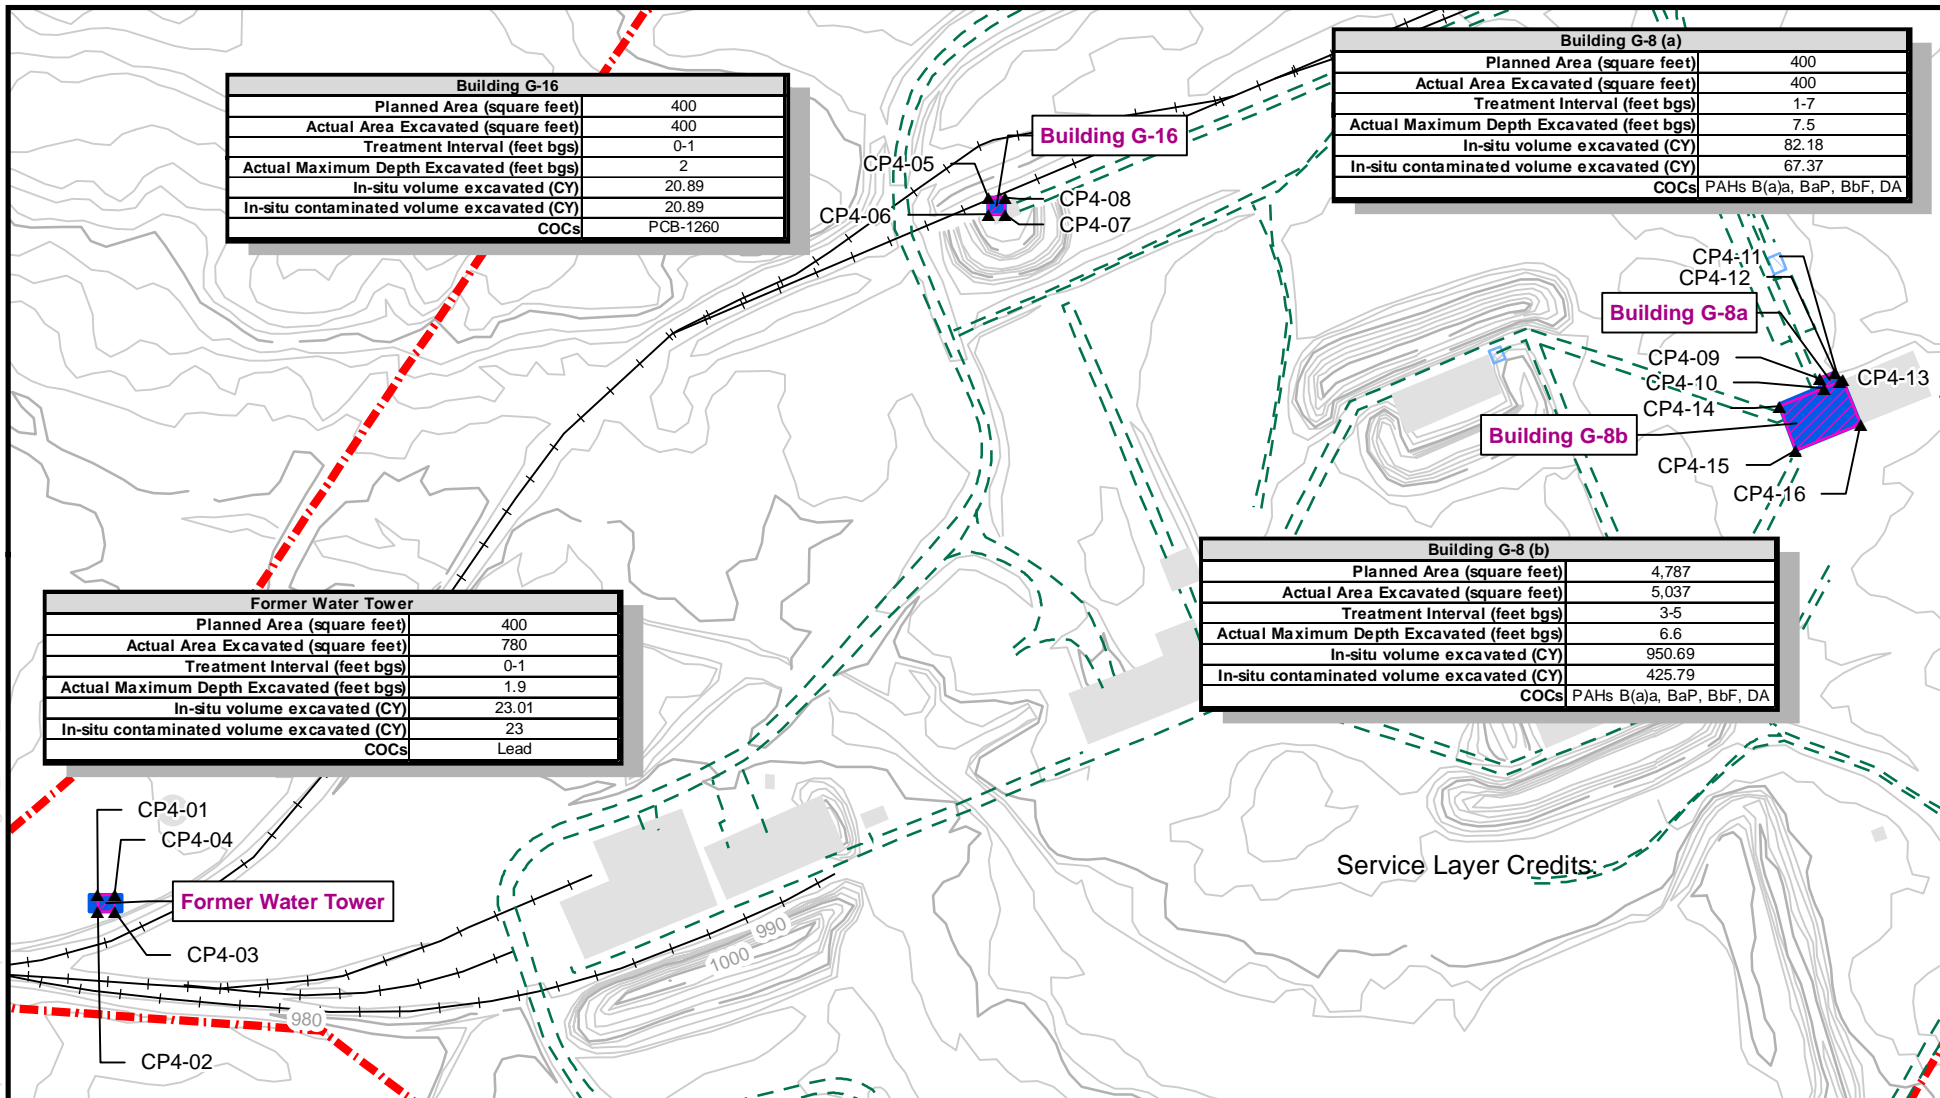 Building G-16
Planned Area (square feet) 400
Actual Area Excavated (square feet) 400
Treatment Interval (feet bgs) 0-1
Actual Maximum Depth Excavated (feet bgs) 2
In-situ volume excavated (CY) 20.89
In-situ contaminated volume excavated (CY) 20.89
COCs PCB-1260
Building G-8 (a)
Planned Area (square feet) 400
Actual Area Excavated (square feet) 400
Treatment Interval (feet bgs) 1-7
Actual Maximum Depth Excavated (feet bgs) 7.5
In-situ volume excavated (CY) 82.18
In-situ contaminated volume excavated (CY) 67.37
COCs PAHs B(a)a, BaP, BbF, DA
Building G-16
CP4-05
CP4-06
CP4-08
CP4-07
CP4-11
CP4-12
Building G-8a
CP4-09
CP4-10
CP4-13
CP4-14
Building G-8b
CP4-15
CP4-16
Building G-8 (b)
Planned Area (square feet) 4,787
Actual Area Excavated (square feet) 5,037
Treatment Interval (feet bgs) 3-5
Actual Maximum Depth Excavated (feet bgs) 6.6
In-situ volume excavated (CY) 950.69
In-situ contaminated volume excavated (CY) 425.79
COCs PAHs B(a)a, BaP, BbF, DA
Former Water Tower
Planned Area (square feet) 400
Actual Area Excavated (square feet) 780
Treatment Interval (feet bgs) 0-1
Actual Maximum Depth Excavated (feet bgs) 1.9
In-situ volume excavated (CY) 23.01
In-situ contaminated volume excavated (CY) 23
COCs Lead
CP4-01
CP4-04
Former Water Tower
CP4-03
CP4-02
Service Layer Credits:
990
1000
980